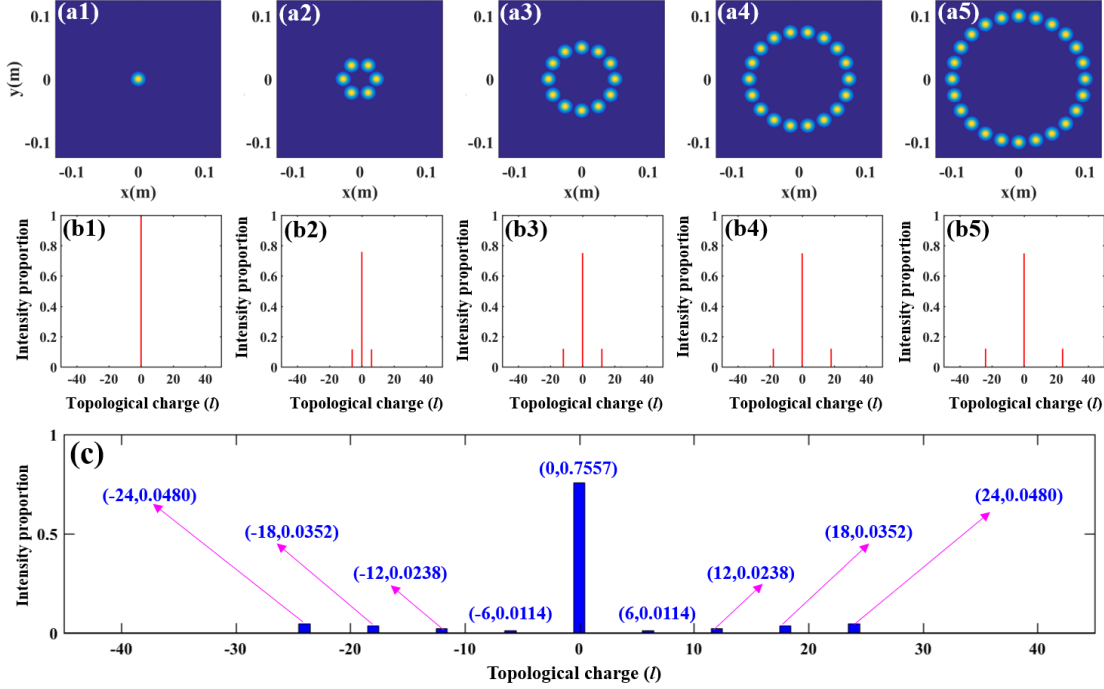 (a1) (a2) (a3) (a4) (a5)
y(m)
0.1
0
-0.1
-0.1 0 0.1
x(m)
0.1
0
-0.1
-0.1 0 0.1
x(m)
0.1
0
-0.1
-0.1 0 0.1
x(m)
0.1
0
-0.1
-0.1 0 0.1
x(m)
0.1
0
-0.1
-0.1 0 0.1
x(m)
(b1)
Intensity proportion
1
0.8
0.6
0.4
0.2
0
-40 -20 0 20 40
Topological charge (l)
(b2)
Intensity proportion
1
0.8
0.6
0.4
0.2
0
-40 -20 0 20 40
Topological charge (l)
(b3)
Intensity proportion
1
0.8
0.6
0.4
0.2
0
-40 -20 0 20 40
Topological charge (l)
(b4)
Intensity proportion
1
0.8
0.6
0.4
0.2
0
-40 -20 0 20 40
Topological charge (l)
(b5)
Intensity proportion
1
0.8
0.6
0.4
0.2
0
-40 -20 0 20 40
Topological charge (l)
(c)
Intensity proportion
1
0.5
0
(0,0.7557)
(-24,0.0480) (24,0.0480)
(-18,0.0352) (18,0.0352)
(-12,0.0238) (12,0.0238)
(-6,0.0114) (6,0.0114)
-40 -30 -20 -10 0 10 20 30 40
Topological charge (l)